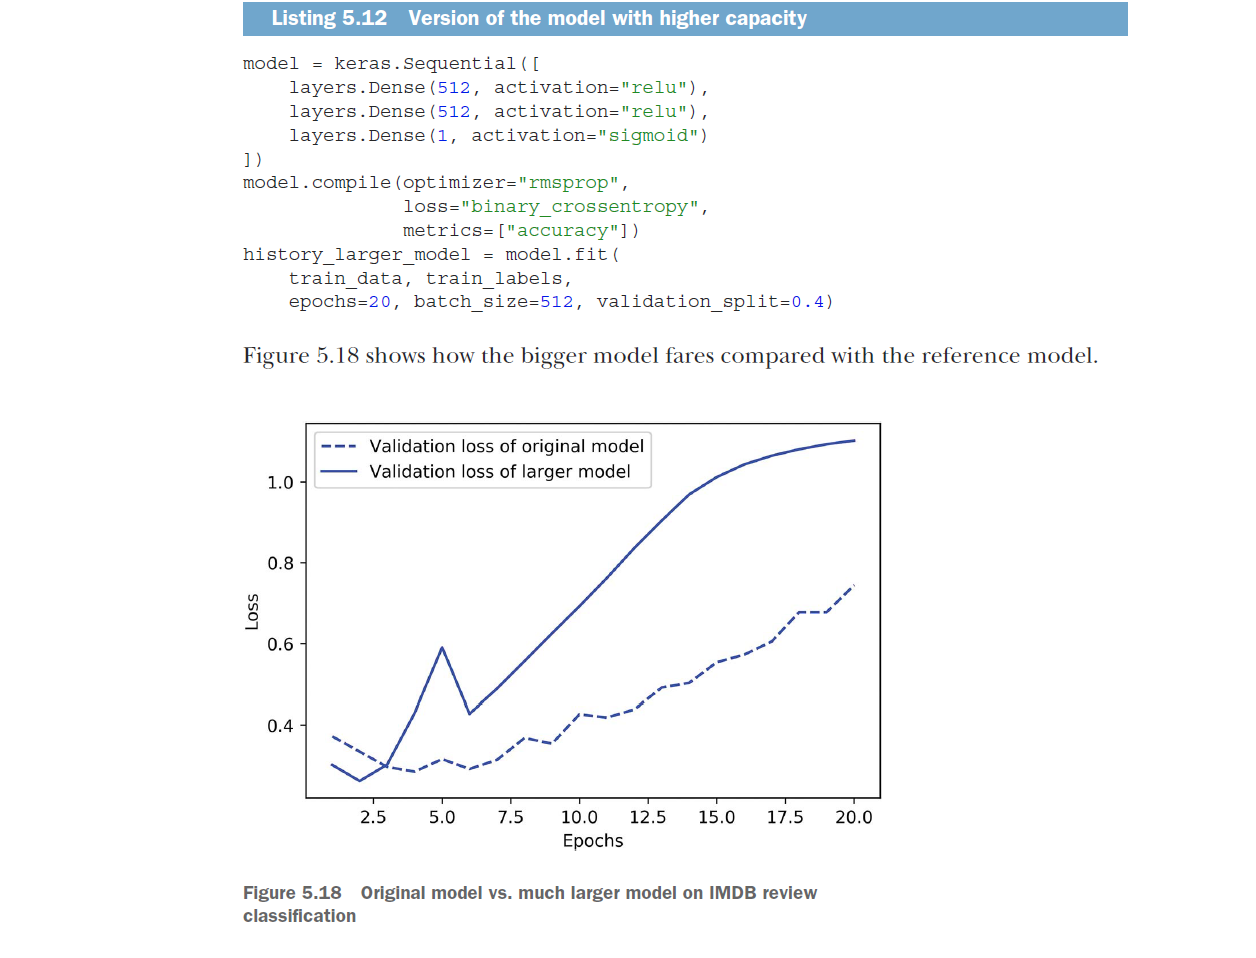 Listing 5.12 Version of the model with higher capacity
model = keras.Sequential([
    layers.Dense(512, activation="relu"),
    layers.Dense(512, activation="relu"),
    layers.Dense(1, activation="sigmoid")
])
model.compile(optimizer="rmsprop",
              loss="binary_crossentropy",
              metrics=["accuracy"])
history_larger_model = model.fit(
    train_data, train_labels,
    epochs=20, batch_size=512, validation_split=0.4)
Figure 5.18 shows how the bigger model fares compared with the reference model.
Validation loss of original model
Validation loss of larger model
1.0
0.8
0.6
0.4
Loss
2.5 5.0 7.5 10.0 12.5 15.0 17.5 20.0
Epochs
Figure 5.18 Original model vs. much larger model on IMDB review
classification